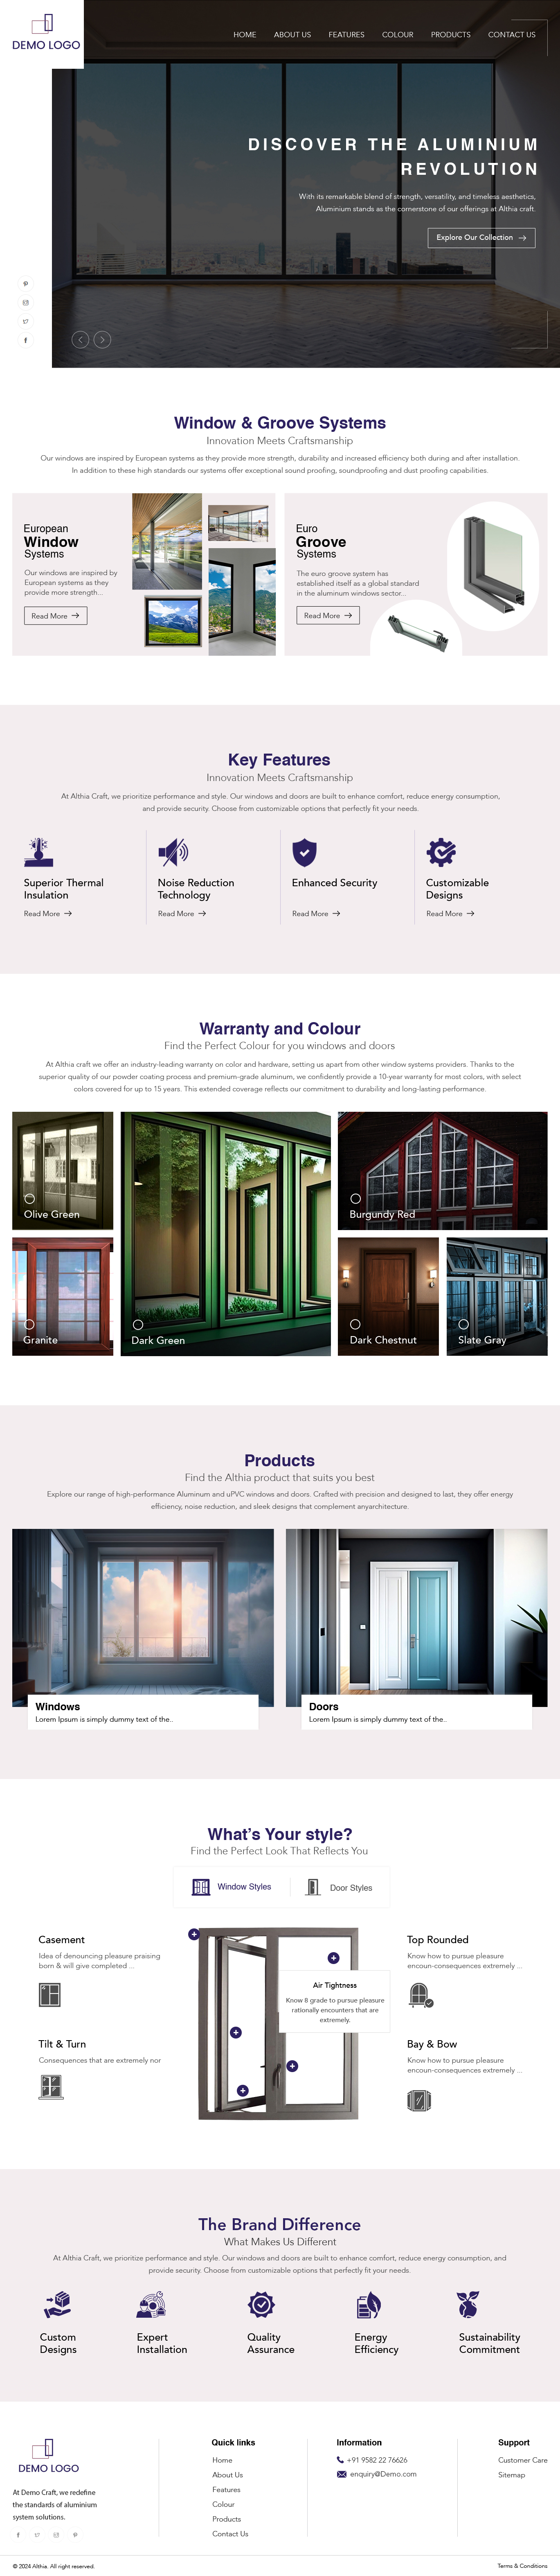 DEMO LOGO
HOME ABOUT US FEATURES COLOUR PRODUCTS CONTACT US
DISCOVER THE ALUMINIUM
REVOLUTION
With its remarkable blend of strength, versatility, and timeless aesthetics,
Aluminium stands as the cornerstone of our offerings at Althia craft.
Explore Our Collection
Window & Groove Systems
Innovation Meets Craftsmanship
Our windows are inspired by European systems as they provide more strength, durability and increased efficiency both during and after installation.
In addition to these high standards our systems offer exceptional sound proofing, soundproofing and dust proofing capabilities.
European
Window
Systems
Our windows are inspired by
European systems as they
provide more strength...
Read More
Euro
Groove
Systems
The euro groove system has
established itself as a global standard
in the aluminum windows sector...
Read More
Key Features
Innovation Meets Craftsmanship
At Althia Craft, we prioritize performance and style. Our windows and doors are built to enhance comfort, reduce energy consumption,
and provide security. Choose from customizable options that perfectly fit your needs.
Superior Thermal
Insulation
Read More
Noise Reduction
Technology
Read More
Enhanced Security
Read More
Customizable
Designs
Read More
Warranty and Colour
Find the Perfect Colour for you windows and doors
At Althia craft we offer an industry-leading warranty on color and hardware, setting us apart from other window systems providers. Thanks to the
superior quality of our powder coating process and premium-grade aluminum, we confidently provide a 10-year warranty for most colors, with select
colors covered for up to 15 years. This extended coverage reflects our commitment to durability and long-lasting performance.
Olive Green
Granite
Dark Green
Burgundy Red
Dark Chestnut
Slate Gray
Products
Find the Althia product that suits you best
Explore our range of high-performance Aluminum and uPVC windows and doors. Crafted with precision and designed to last, they offer energy
efficiency, noise reduction, and sleek designs that complement anyarchitecture.
Windows
Lorem Ipsum is simply dummy text of the..
Doors
Lorem Ipsum is simply dummy text of the..
What's Your style?
Find the Perfect Look That Reflects You
Window Styles
Door Styles
Casement
Idea of denouncing pleasure praising
born & will give completed ...
Tilt & Turn
Consequences that are extremely nor
Air Tightness
Know 8 grade to pursue pleasure
rationally encounters that are
extremely.
Top Rounded
Know how to pursue pleasure
encoun-consequences extremely ...
Bay & Bow
Know how to pursue pleasure
encoun-consequences extremely ...
The Brand Difference
What Makes Us Different
At Althia Craft, we prioritize performance and style. Our windows and doors are built to enhance comfort, reduce energy consumption, and
provide security. Choose from customizable options that perfectly fit your needs.
Custom
Designs
Expert
Installation
Quality
Assurance
Energy
Efficiency
Sustainability
Commitment
DEMO LOGO
At Demo Craft, we redefine
the standards of aluminium
system solutions.
Quick links
Home
About Us
Features
Colour
Products
Contact Us
Information
+91 9582 22 76626
enquiry@Demo.com
Support
Customer Care
Sitemap
© 2024 Althia. All right reserved.
Terms & Conditions